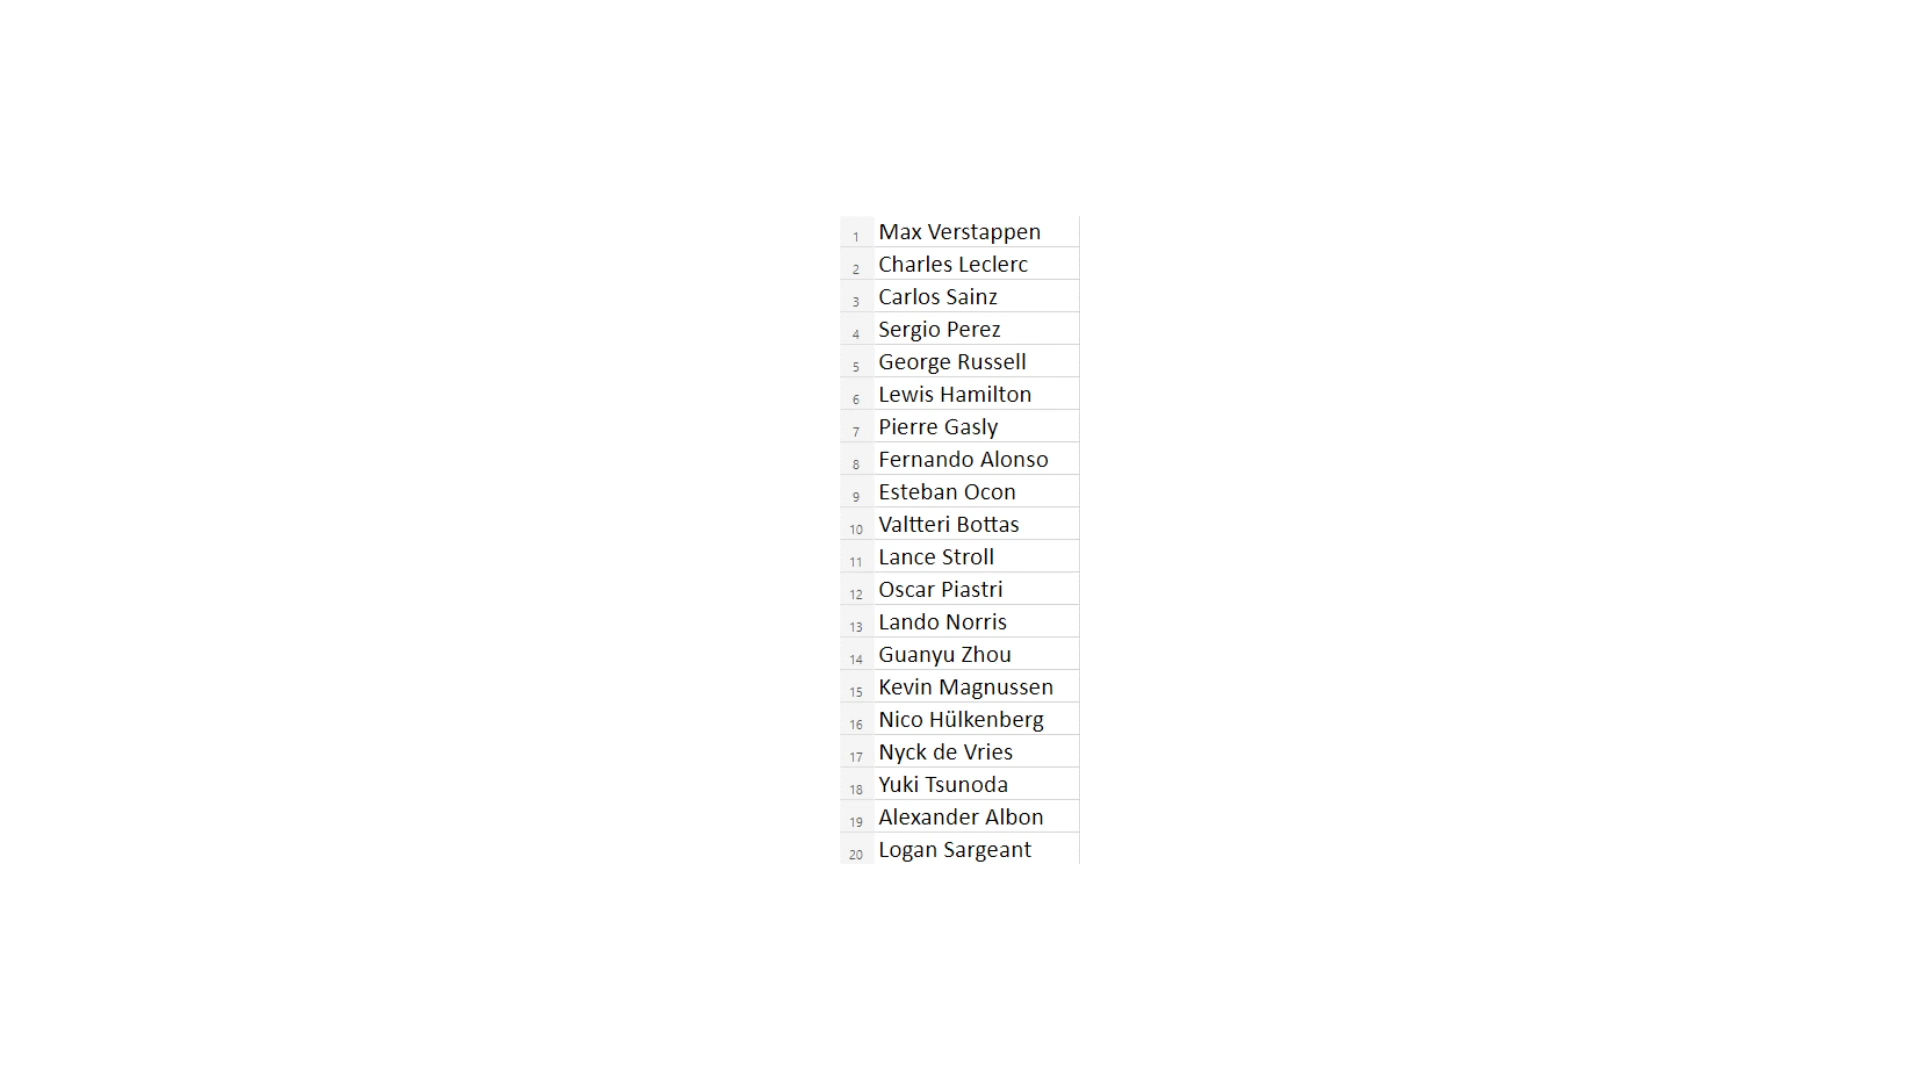 1 Max Verstappen
2 Charles Leclerc
3 Carlos Sainz
4 Sergio Perez
5 George Russell
6 Lewis Hamilton
7 Pierre Gasly
8 Fernando Alonso
9 Esteban Ocon
10 Valtteri Bottas
11 Lance Stroll
12 Oscar Piastri
13 Lando Norris
14 Guanyu Zhou
15 Kevin Magnussen
16 Nico Hülkenberg
17 Nyck de Vries
18 Yuki Tsunoda
19 Alexander Albon
20 Logan Sargeant